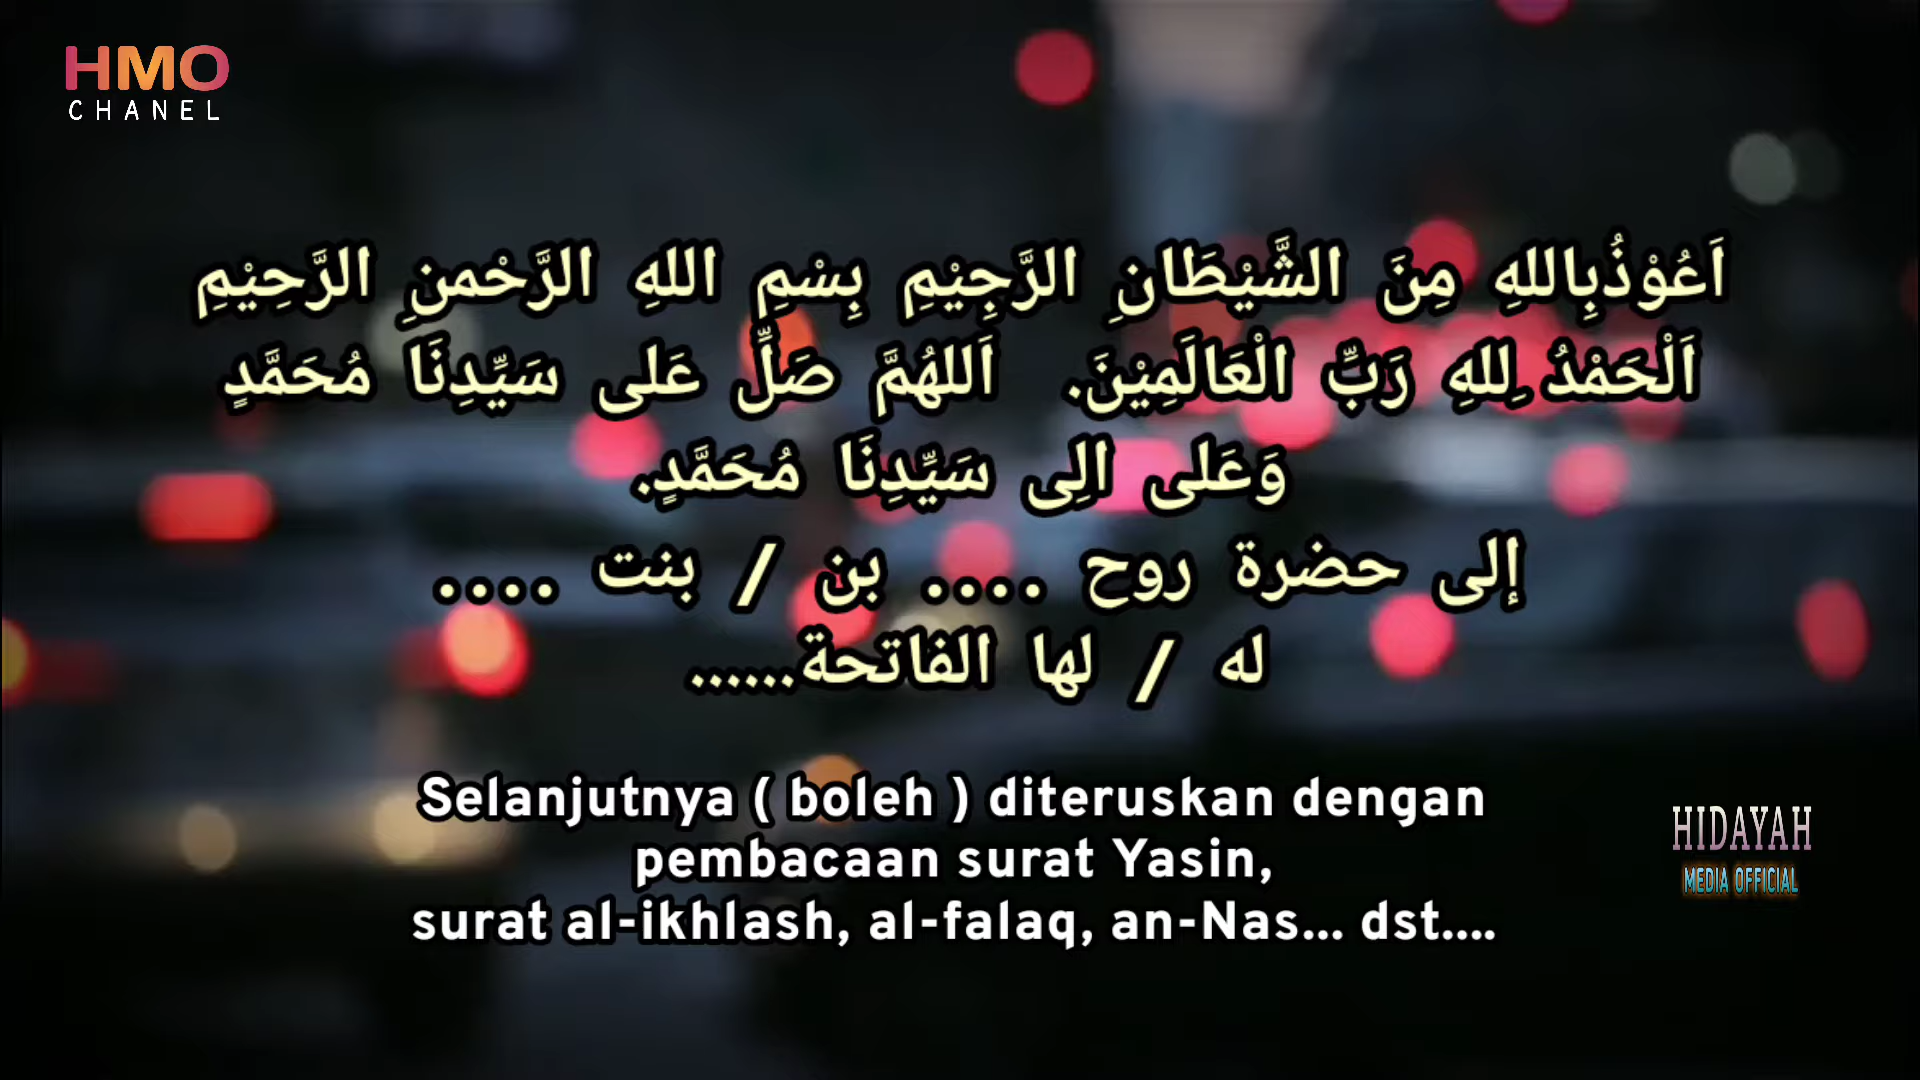 HMO
CHANEL
اَعُوْذُبِاللهِ مِنَ الشَّيْطَانِ الرَّجِيْمِ بِسْمِ اللهِ الرَّحْمنِ الرَّحِيْمِ
اَلْحَمْدُ لِلهِ رَبِّ الْعَالَمِيْنَ. اَللهُمَّ صَلِّ عَلى سَيِّدِنَا مُحَمَّدٍ
وَعَلى الِى سَيِّدِنَا مُحَمَّدٍ.
إلى حضرة روح .... بن / بنت ....
له / لها الفاتحة......
Selanjutnya ( boleh ) diteruskan dengan
pembacaan surat Yasin,
surat al-ikhlash, al-falaq, an-Nas... dst....
HIDAYAH
MEDIA OFFICIAL